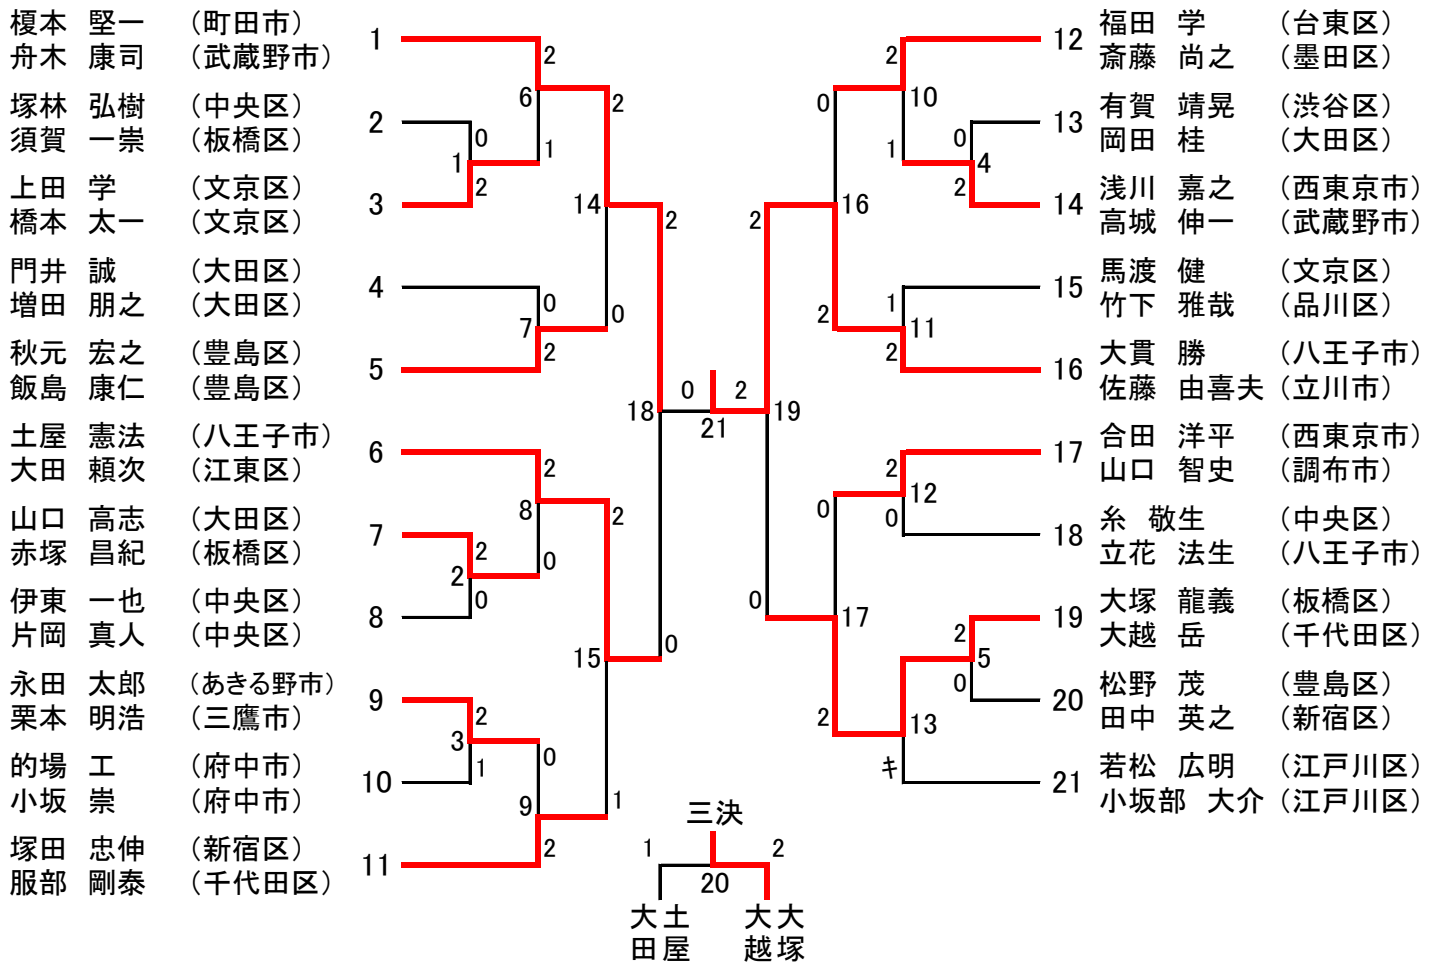 榎本 堅一 （町田市）
舟木 康司 （武蔵野市）
1
塚林 弘樹 （中央区）
須賀 一崇 （板橋区）
2
上田 学 （文京区）
橋本 太一 （文京区）
3
門井 誠 （大田区）
増田 朋之 （大田区）
4
秋元 宏之 （豊島区）
飯島 康仁 （豊島区）
5
土屋 憲法 （八王子市）
大田 頼次 （江東区）
6
山口 高志 （大田区）
赤塚 昌紀 （板橋区）
7
伊東 一也 （中央区）
片岡 真人 （中央区）
8
永田 太郎 （あきる野市）
栗本 明浩 （三鷹市）
9
的場 工 （府中市）
小坂 崇 （府中市）
10
塚田 忠伸 （新宿区）
服部 剛泰 （千代田区）
11
2
6
1
0
1
2
2
14
0
0
7
2
2
18
0
2
8
0
2
2
0
2
15
1
2
3
1
0
9
2
0 2
21
12
福田 学 （台東区）
斎藤 尚之 （墨田区）
13
有賀 靖晃 （渋谷区）
岡田 桂 （大田区）
14
浅川 嘉之 （西東京市）
高城 伸一 （武蔵野市）
15
馬渡 健 （文京区）
竹下 雅哉 （品川区）
16
大貫 勝 （八王子市）
佐藤 由喜夫 （立川市）
17
合田 洋平 （西東京市）
山口 智史 （調布市）
18
糸 敬生 （中央区）
立花 法生 （八王子市）
19
大塚 龍義 （板橋区）
大越 岳 （千代田区）
20
松野 茂 （豊島区）
田中 英之 （新宿区）
21
若松 広明 （江戸川区）
小坂部 大介 （江戸川区）
2
10
1
0
4
2
0
16
2
1
11
2
2
19
0
2
12
0
0
17
2
2
5
0
13
キ
三決
1 2
20
大田 土屋 大越 大塚